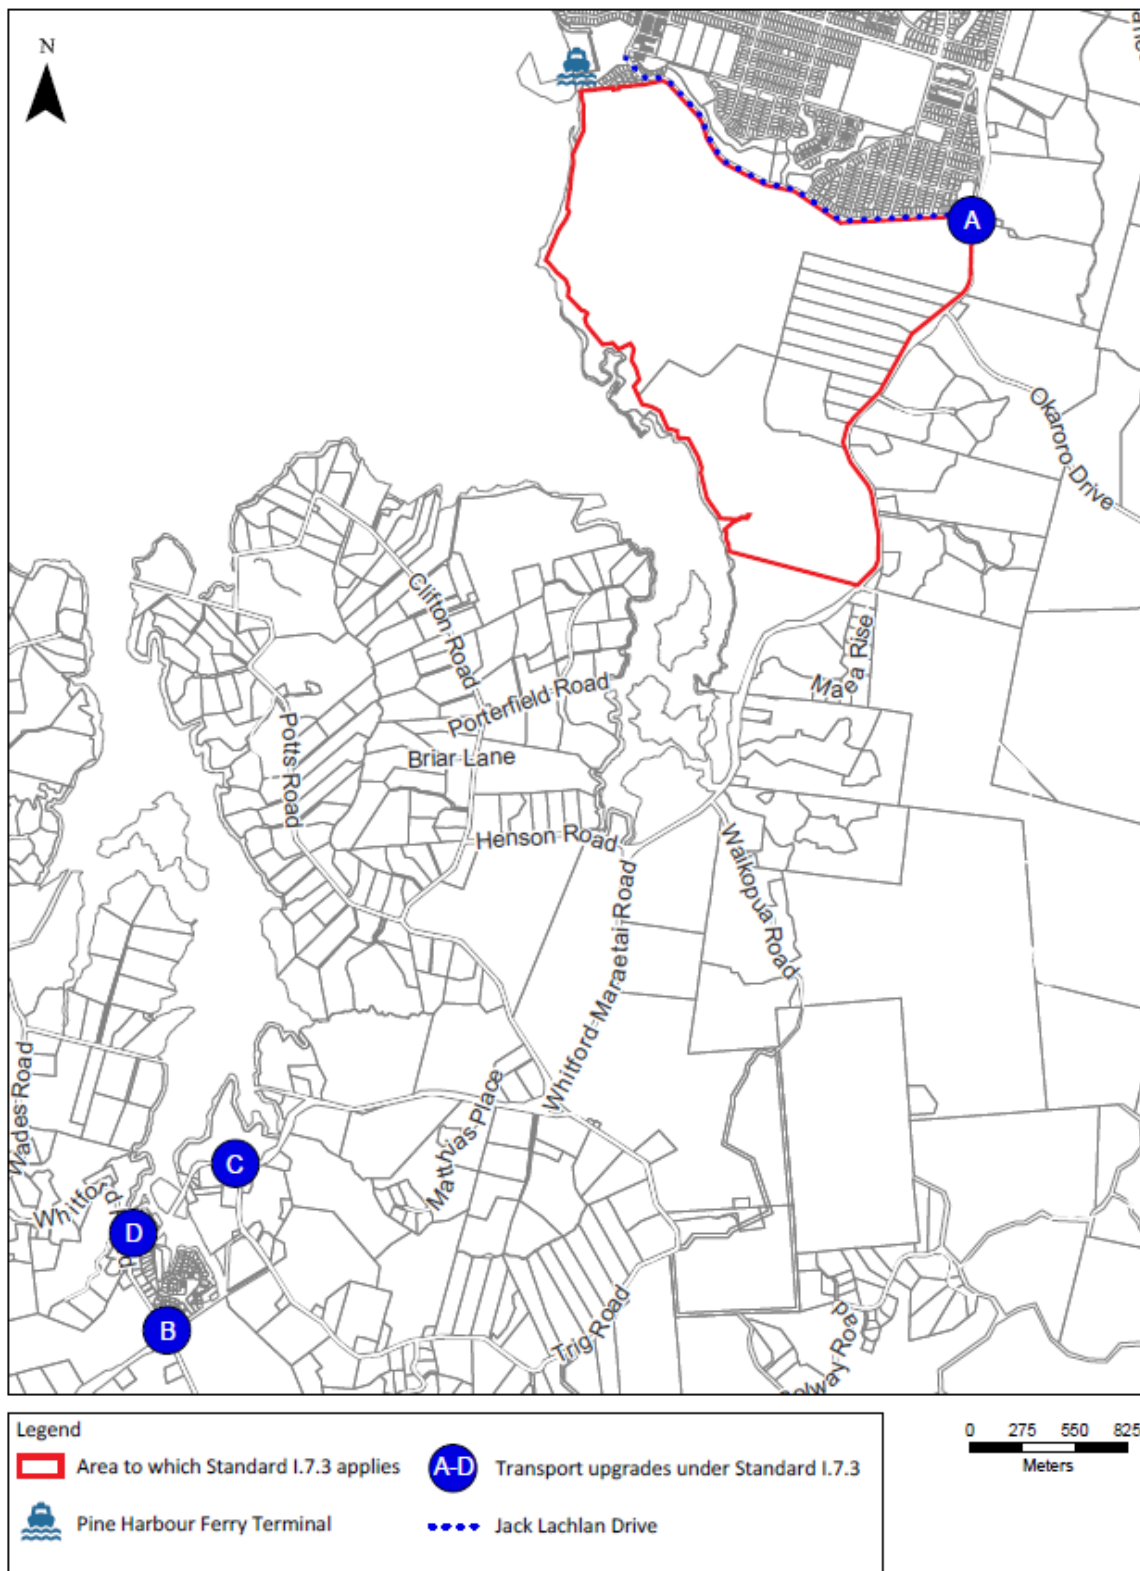 N
A
Okaroro Drive
Clifton Road
Maea Rise
Porterfield Road
Potts Road
Briar Lane
Henson Road
Waikopua Road
Whitford-Maraetai Road
Wades Road
Matthias Place
C
Whitford Road
D
B
Trig Road
Legend
Area to which Standard I.7.3 applies
A-D
Transport upgrades under Standard I.7.3
Pine Harbour Ferry Terminal
Jack Lachlan Drive
0 275 550 825
Meters